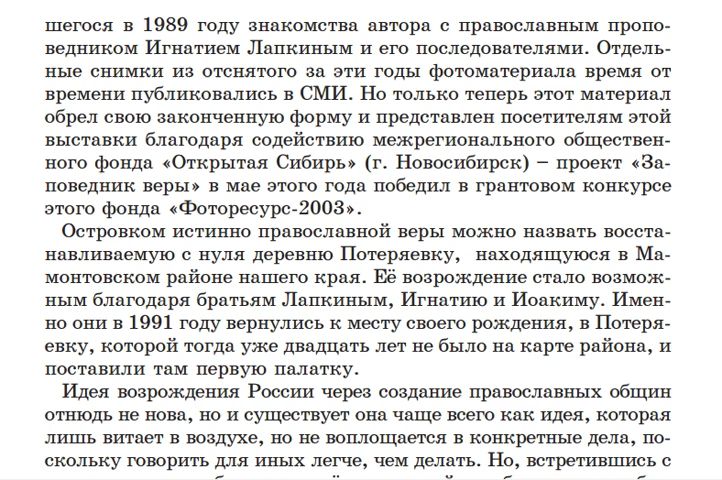 шегося в 1989 году знакомства автора с православным пропо-
ведником Игнатием Лапкиным и его последователями. Отдель-
ные снимки из отснятого за эти годы фотоматериала время от
времени публиковались в СМИ. Но только теперь этот материал
обрел свою законченную форму и представлен посетителям этой
выставки благодаря содействию межрегионального обществен-
ного фонда «Открытая Сибирь» (г. Новосибирск) – проект «За-
поведник веры» в мае этого года победил в грантовом конкурсе
этого фонда «Фоторесурс-2003».
Островком истинно православной веры можно назвать восста-
навливаемую с нуля деревню Потеряевку, находящуюся в Ма-
монтовском районе нашего края. Её возрождение стало возмож-
ным благодаря братьям Лапкиным, Игнатию и Иоакиму. Имен-
но они в 1991 году вернулись к месту своего рождения, в Потеря-
евку, которой тогда уже двадцать лет не было на карте района, и
поставили там первую палатку.
Идея возрождения России через создание православных общин
отнюдь не нова, но и существует она чаще всего как идея, которая
лишь витает в воздухе, но не воплощается в конкретные дела, по-
скольку говорить для иных легче, чем делать. Но, встретившись с